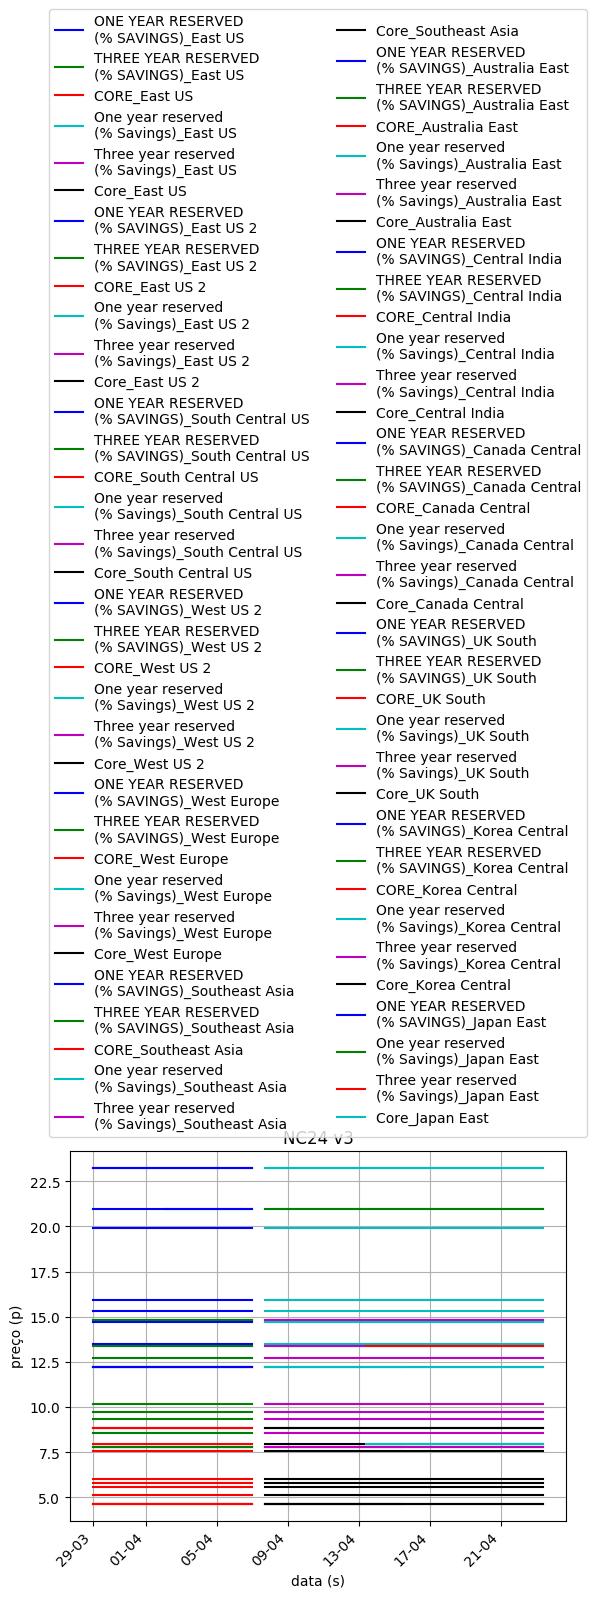 ONE YEAR RESERVED
(% SAVINGS)_East US
THREE YEAR RESERVED
(% SAVINGS)_East US
CORE_East US
One year reserved
(% Savings)_East US
Three year reserved
(% Savings)_East US
Core_East US
ONE YEAR RESERVED
(% SAVINGS)_East US 2
THREE YEAR RESERVED
(% SAVINGS)_East US 2
CORE_East US 2
One year reserved
(% Savings)_East US 2
Three year reserved
(% Savings)_East US 2
Core_East US 2
ONE YEAR RESERVED
(% SAVINGS)_South Central US
THREE YEAR RESERVED
(% SAVINGS)_South Central US
CORE_South Central US
One year reserved
(% Savings)_South Central US
Three year reserved
(% Savings)_South Central US
Core_South Central US
ONE YEAR RESERVED
(% SAVINGS)_West US 2
THREE YEAR RESERVED
(% SAVINGS)_West US 2
CORE_West US 2
One year reserved
(% Savings)_West US 2
Three year reserved
(% Savings)_West US 2
Core_West US 2
ONE YEAR RESERVED
(% SAVINGS)_West Europe
THREE YEAR RESERVED
(% SAVINGS)_West Europe
CORE_West Europe
One year reserved
(% Savings)_West Europe
Three year reserved
(% Savings)_West Europe
Core_West Europe
ONE YEAR RESERVED
(% SAVINGS)_Southeast Asia
THREE YEAR RESERVED
(% SAVINGS)_Southeast Asia
CORE_Southeast Asia
One year reserved
(% Savings)_Southeast Asia
Three year reserved
(% Savings)_Southeast Asia
Core_Southeast Asia
ONE YEAR RESERVED
(% SAVINGS)_Australia East
THREE YEAR RESERVED
(% SAVINGS)_Australia East
CORE_Australia East
One year reserved
(% Savings)_Australia East
Three year reserved
(% Savings)_Australia East
Core_Australia East
ONE YEAR RESERVED
(% SAVINGS)_Central India
THREE YEAR RESERVED
(% SAVINGS)_Central India
CORE_Central India
One year reserved
(% Savings)_Central India
Three year reserved
(% Savings)_Central India
Core_Central India
ONE YEAR RESERVED
(% SAVINGS)_Canada Central
THREE YEAR RESERVED
(% SAVINGS)_Canada Central
CORE_Canada Central
One year reserved
(% Savings)_Canada Central
Three year reserved
(% Savings)_Canada Central
Core_Canada Central
ONE YEAR RESERVED
(% SAVINGS)_UK South
THREE YEAR RESERVED
(% SAVINGS)_UK South
CORE_UK South
One year reserved
(% Savings)_UK South
Three year reserved
(% Savings)_UK South
Core_UK South
ONE YEAR RESERVED
(% SAVINGS)_Korea Central
THREE YEAR RESERVED
(% SAVINGS)_Korea Central
CORE_Korea Central
One year reserved
(% Savings)_Korea Central
Three year reserved
(% Savings)_Korea Central
Core_Korea Central
ONE YEAR RESERVED
(% SAVINGS)_Japan East
One year reserved
(% Savings)_Japan East
Three year reserved
(% Savings)_Japan East
Core_Japan East
NC24 v3
22.5
20.0
17.5
15.0
12.5
10.0
7.5
5.0
preço (p)
29-03
01-04
05-04
09-04
13-04
17-04
21-04
data (s)